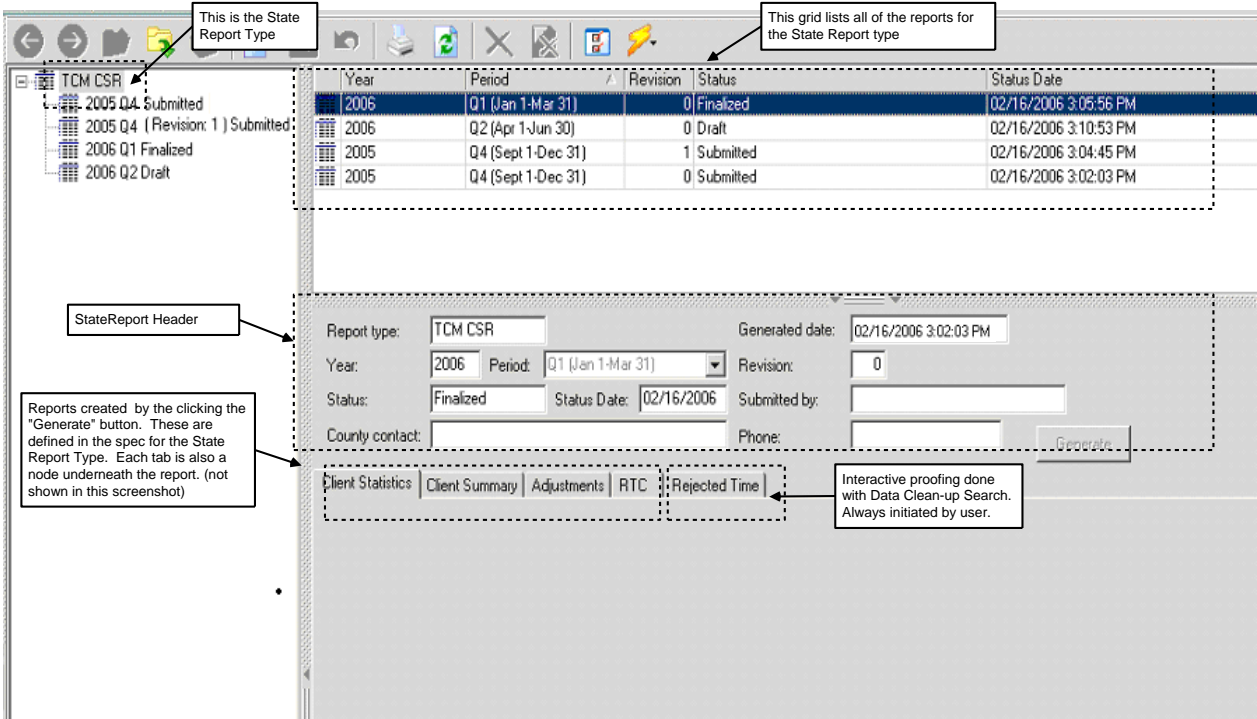 This is the State
Report Type
This grid lists all of the reports for
the State Report type
TCM CSR
2005 Q4 Submitted
2005 Q4 ( Revision: 1 ) Submitted
2006 Q1 Finalized
2006 Q2 Draft
Year Period Revision Status Status Date
2006 Q1 (Jan 1-Mar 31) 0 Finalized 02/16/2006 3:05:56 PM
2006 Q2 (Apr 1-Jun 30) 0 Draft 02/16/2006 3:10:53 PM
2005 Q4 (Sept 1-Dec 31) 1 Submitted 02/16/2006 3:04:45 PM
2005 Q4 (Sept 1-Dec 31) 0 Submitted 02/16/2006 3:02:03 PM
StateReport Header
Report type: TCM CSR Generated date: 02/16/2006 3:02:03 PM
Year: 2006 Period: Q1 (Jan 1-Mar 31) Revision: 0
Status: Finalized Status Date: 02/16/2006 Submitted by:
County contact: Phone: Generate
Reports created by the clicking the
"Generate" button. These are
defined in the spec for the State
Report Type. Each tab is also a
node underneath the report. (not
shown in this screenshot)
Client Statistics Client Summary Adjustments RTC Rejected Time
Interactive proofing done
with Data Clean-up Search.
Always initiated by user.